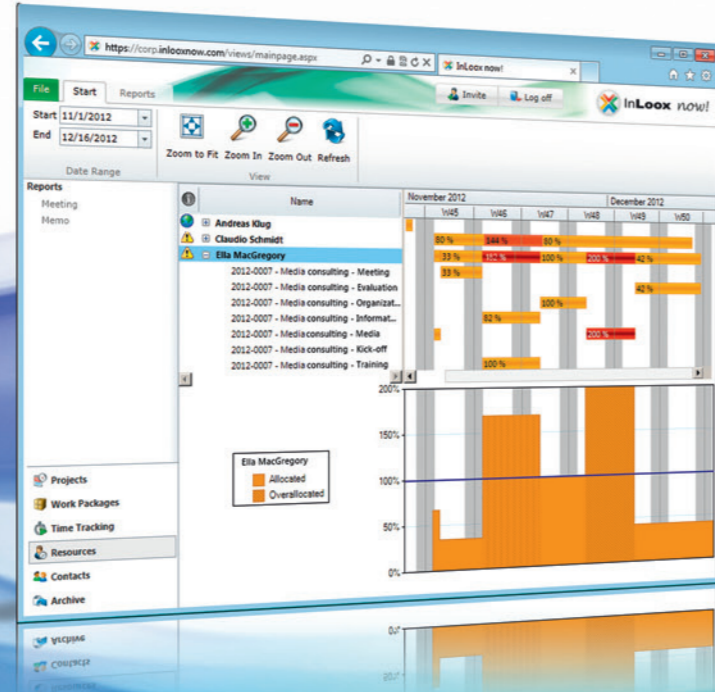 https://corp.inlooxnow.com/views/mainpage.aspx
InLoox now!
File
Start
Reports
Invite
Log off
InLoox now!
Start 11/1/2012
End 12/16/2012
Date Range
Zoom to Fit
Zoom In
Zoom Out
Refresh
View
Reports
Meeting
Memo
Name
November 2012
December 2012
W45 W46 W47 W48 W49 W50
Andreas Klug
Claudio Schmidt
80 % 144 % 80 %
Ella MacGregory
33 % 182 % 100 % 200 % 42 %
2012-0007 - Media consulting - Meeting
33 %
2012-0007 - Media consulting - Evaluation
42 %
2012-0007 - Media consulting - Organizat...
100 %
2012-0007 - Media consulting - Informat...
82 %
2012-0007 - Media consulting - Media
200 %
2012-0007 - Media consulting - Kick-off
2012-0007 - Media consulting - Training
100 %
200%
150%
100%
50%
0%
Ella MacGregory
Allocated
Overallocated
Projects
Work Packages
Time Tracking
Resources
Contacts
Archive